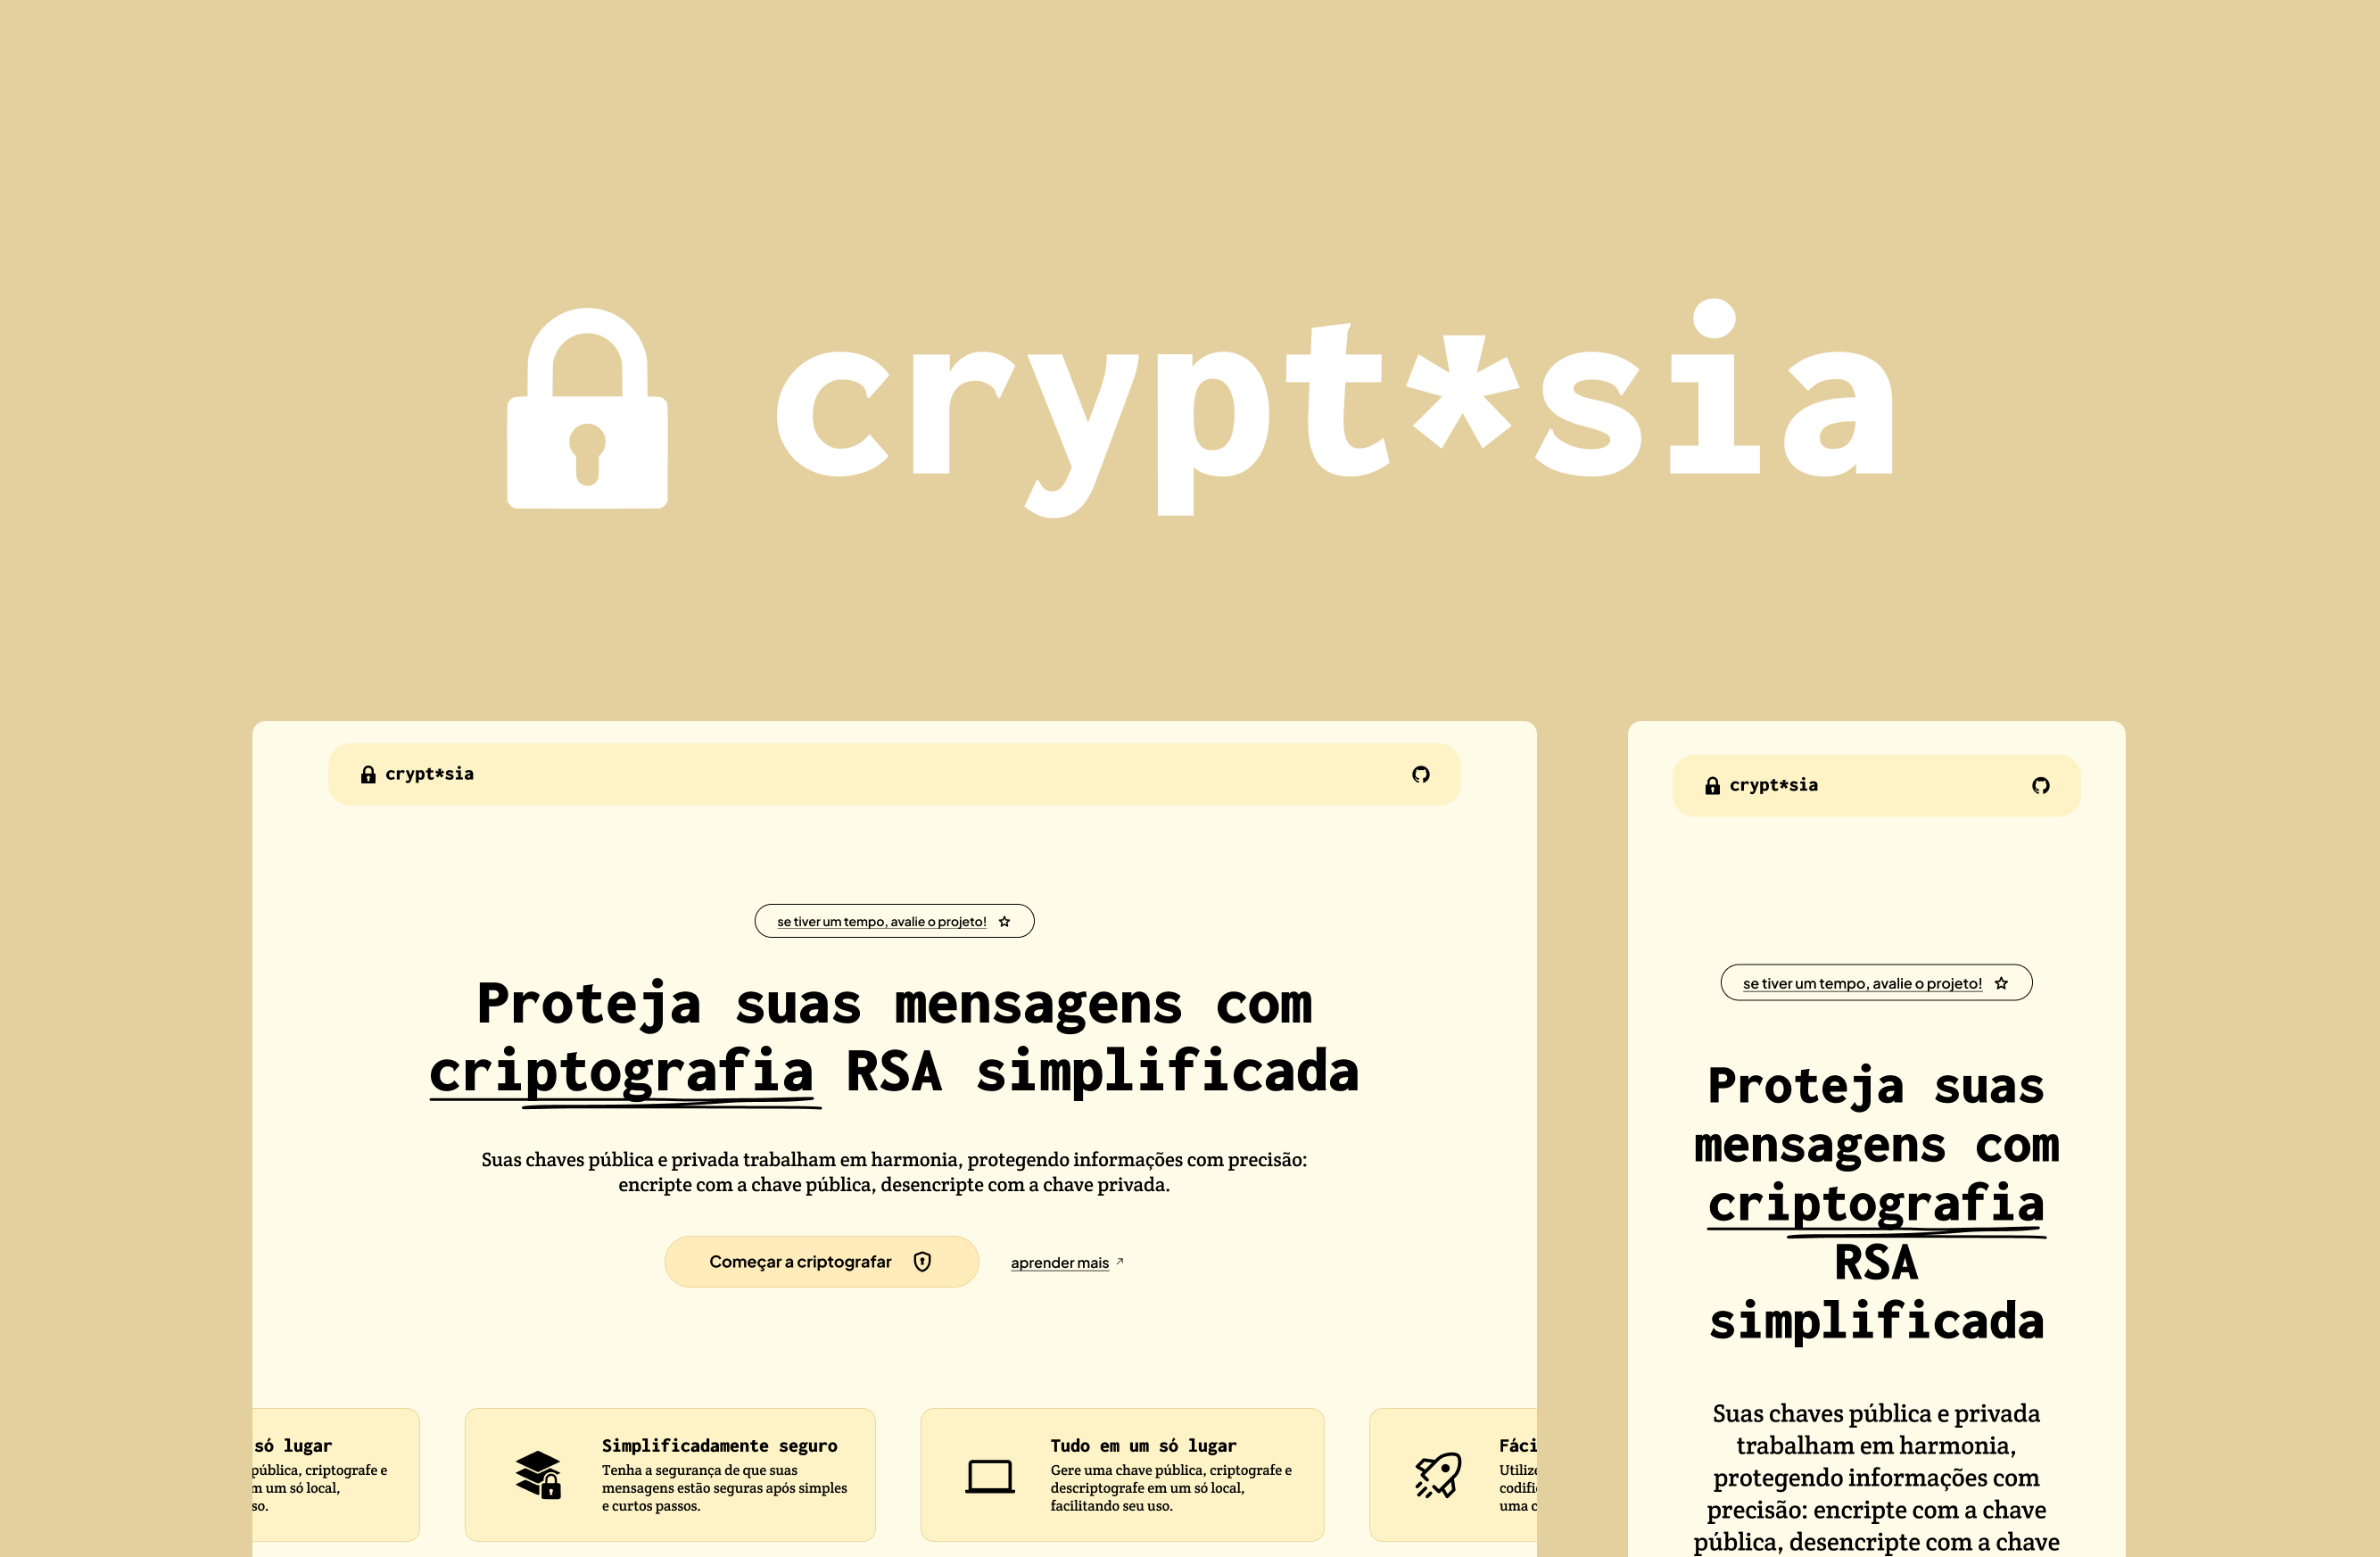 crypt*sia
crypt*sia
se tiver um tempo, avalie o projeto!
Proteja suas mensagens com
criptografia RSA simplificada
Suas chaves pública e privada trabalham em harmonia, protegendo informações com precisão:
encripte com a chave pública, desencripte com a chave privada.
Começar a criptografar
aprender mais
só lugar
pública, criptografe e
m um só local,
so.
Simplificadamente seguro
Tenha a segurança de que suas
mensagens estão seguras após simples
e curtos passos.
Tudo em um só lugar
Gere uma chave pública, criptografe e
descriptografe em um só local,
facilitando seu uso.
Fáci
Utilize
codifi
uma c
crypt*sia
se tiver um tempo, avalie o projeto!
Proteja suas
mensagens com
criptografia
RSA
simplificada
Suas chaves pública e privada
trabalham em harmonia,
protegendo informações com
precisão: encripte com a chave
pública, desencripte com a chave